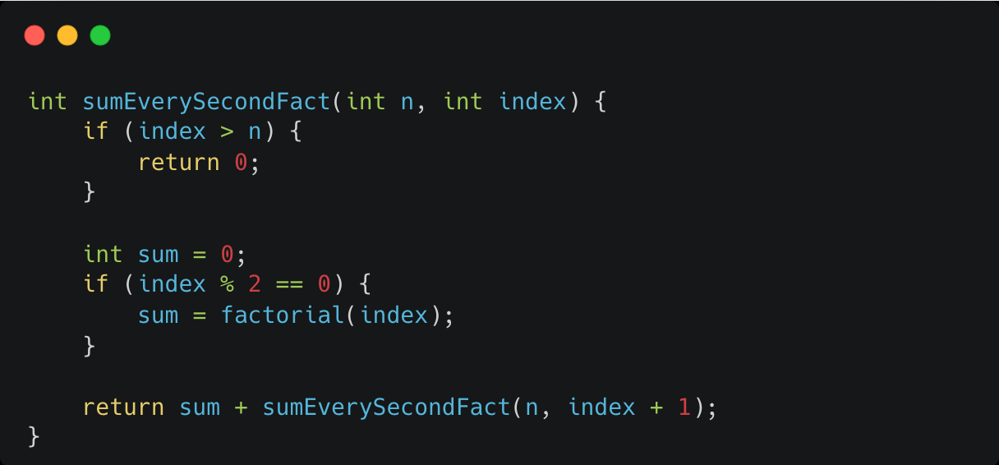 int sumEverySecondFact(int n, int index) {
    if (index > n) {
        return 0;
    }

    int sum = 0;
    if (index % 2 == 0) {
        sum = factorial(index);
    }

    return sum + sumEverySecondFact(n, index + 1);
}